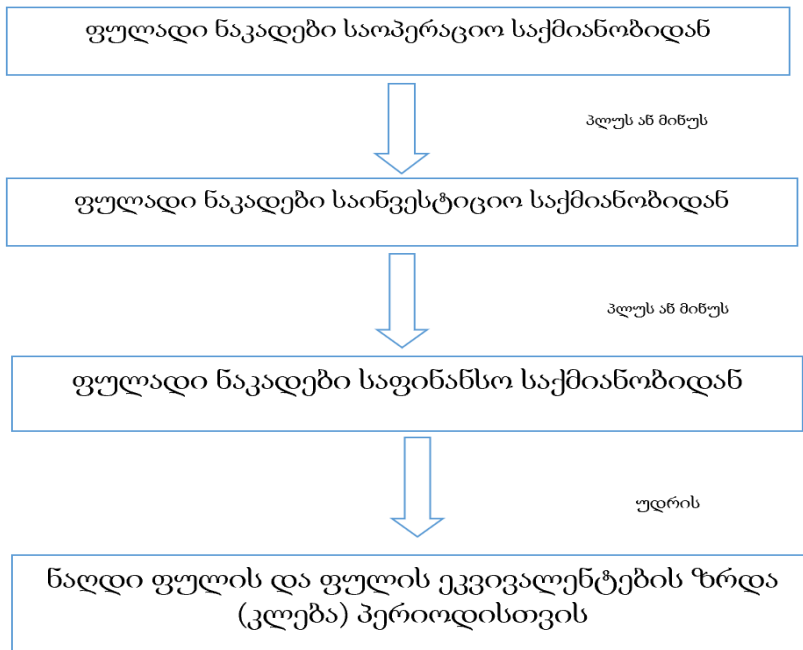 ფულადი ნაკადები საოპერაციო საქმიანობიდან
პლუს ან მინუს
ფულადი ნაკადები საინვესტიციო საქმიანობიდან
პლუს ან მინუს
ფულადი ნაკადები საფინანსო საქმიანობიდან
უდრის
ნაღდი ფულის და ფულის ეკვივალენტების ზრდა
(კლება) პერიოდისთვის